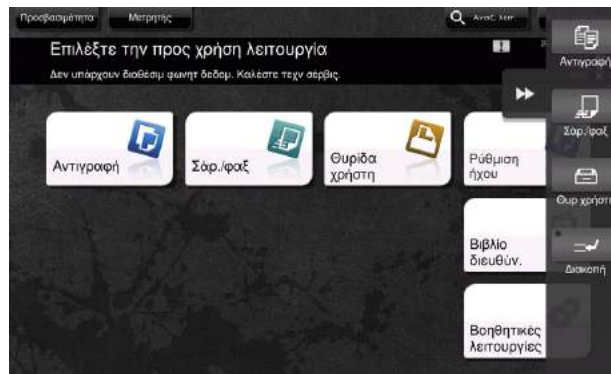 Προσβασιμότητα
Μετρητής
Αναζ. λειτ.
Επιλέξτε την προς χρήση λειτουργία
Δεν υπάρχουν διαθέσιμ φωνητ δεδομ. Καλέστε τεχν σέρβις.
Αντιγραφή
Σάρ./φαξ
Θυρίδα
χρήστη
Ρύθμιση
ήχου
Βιβλίο
διευθύν.
Βοηθητικές
λειτουργίες
Αντιγραφή
Σάρ./φαξ
Θυρ χρήστη
Διακοπή